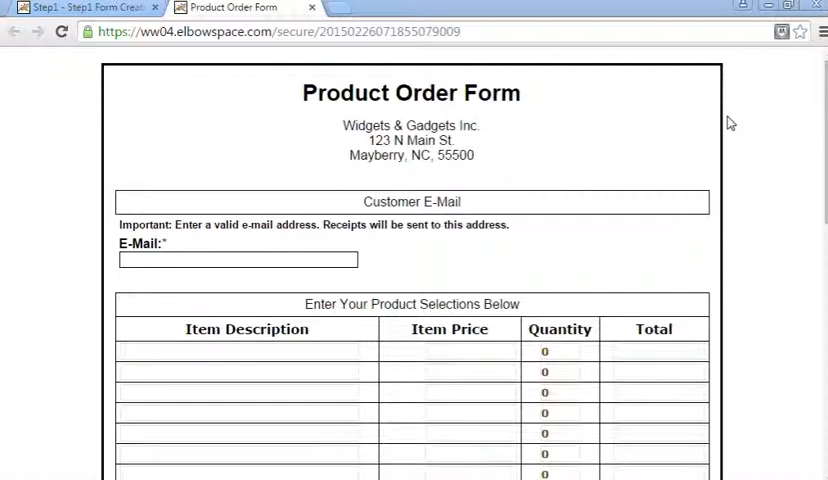 Step1 - Step1 Form Creat
Product Order Form
https://ww04.elbowspace.com/secure/20150226071855079009
Product Order Form
Widgets & Gadgets Inc.
123 N Main St.
Mayberry, NC, 55500
Customer E-Mail
Important: Enter a valid e-mail address. Receipts will be sent to this address.
E-Mail:*
Enter Your Product Selections Below
Item Description Item Price Quantity Total
0
0
0
0
0
0
0